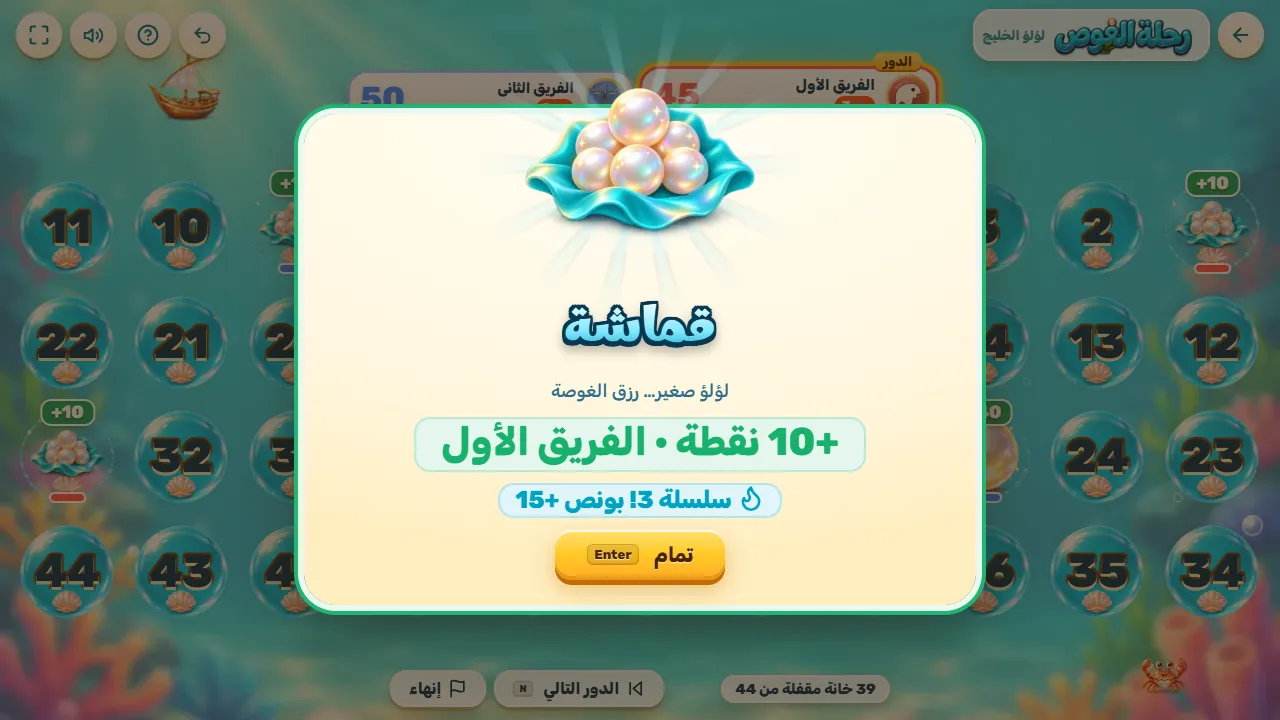 رحلة الغوص
لؤلؤ الخليج
الدور
الفريق الأول
45
الفريق الثاني
50
+10
2
10
11
12
13
21
22
+10
23
24
32
+10
34
35
43
44
قماشة
لؤلؤ صغير... رزق الغوصة
+10 نقطة • الفريق الأول
سلسلة 3! بونص +15
تمام Enter
39 خانة مقفلة من 44
الدور التالي N
إنهاء